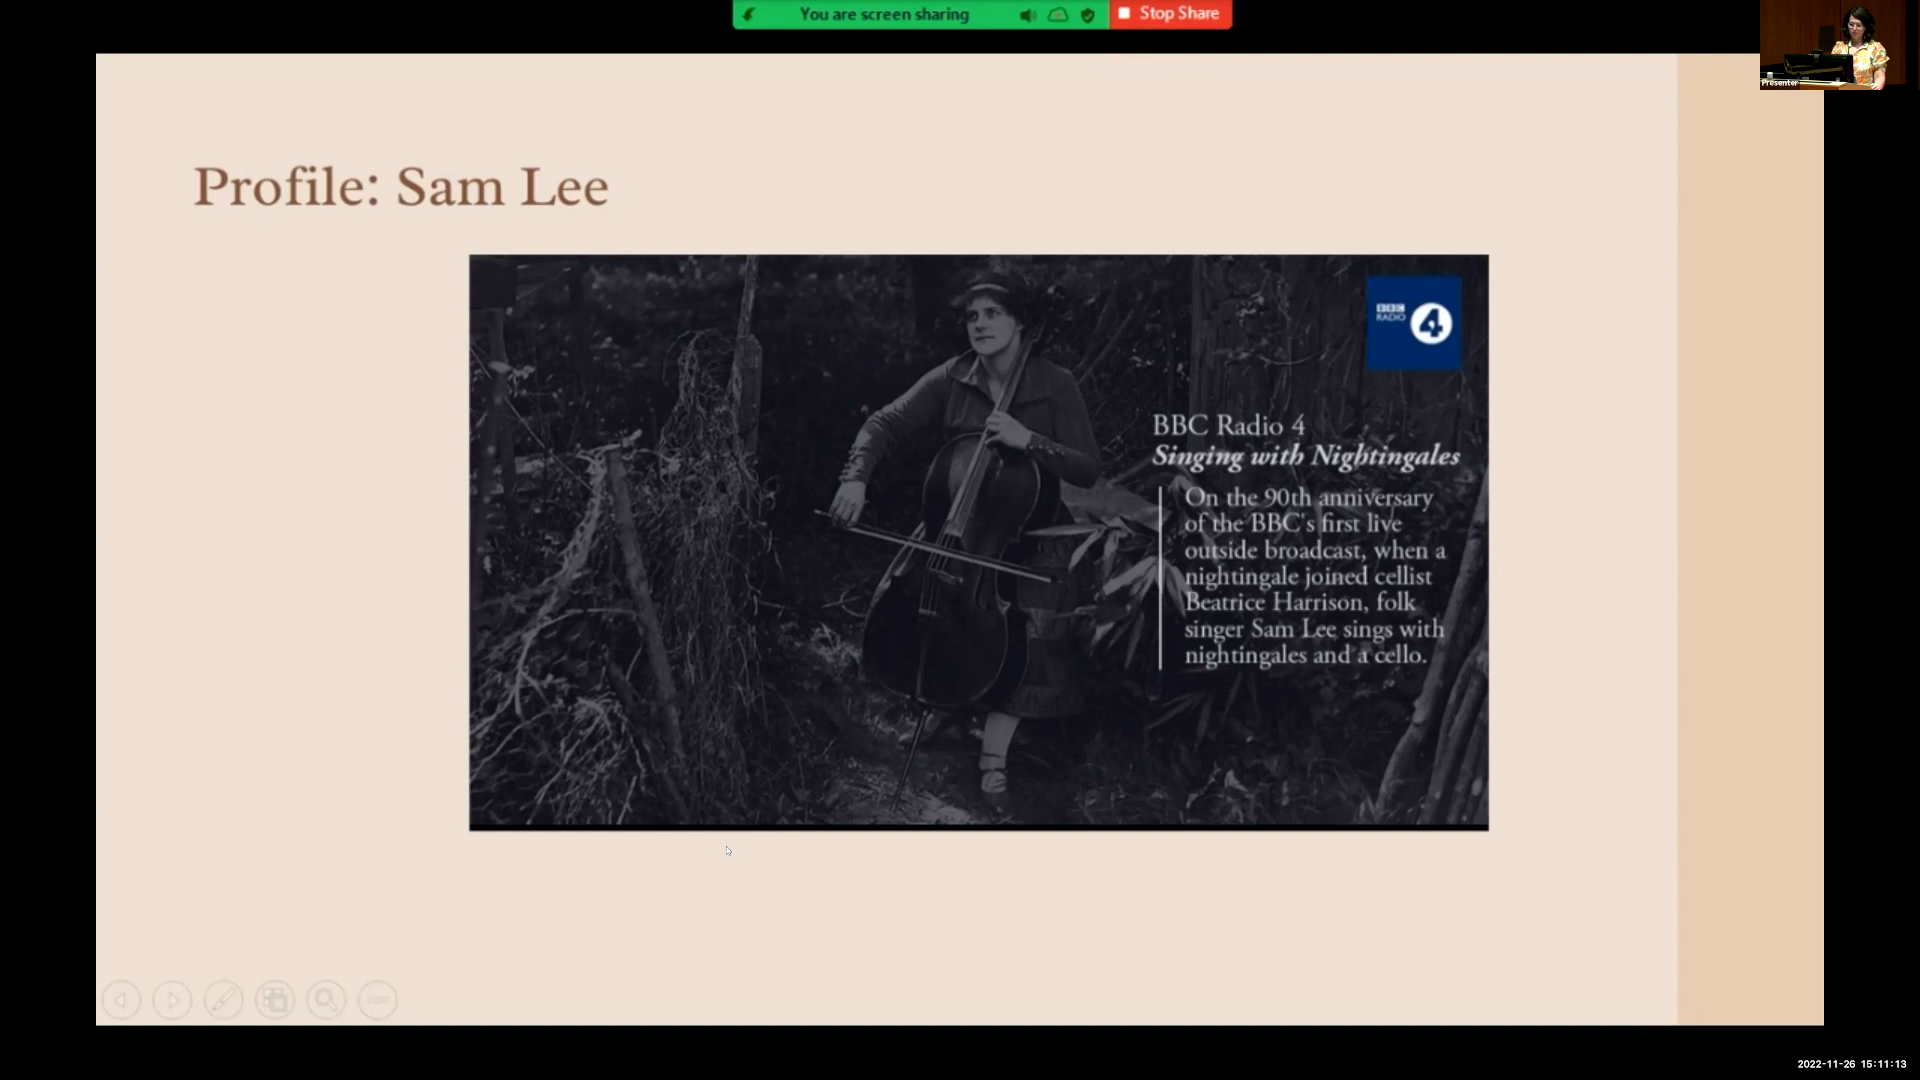 You are screen sharing
Stop Share
Presenter
Profile: Sam Lee
BBC
RADIO
4
BBC Radio 4
Singing with Nightingales
On the 90th anniversary
of the BBC's first live
outside broadcast, when a
nightingale joined cellist
Beatrice Harrison, folk
singer Sam Lee sings with
nightingales and a cello.
2022-11-26 15:11:13